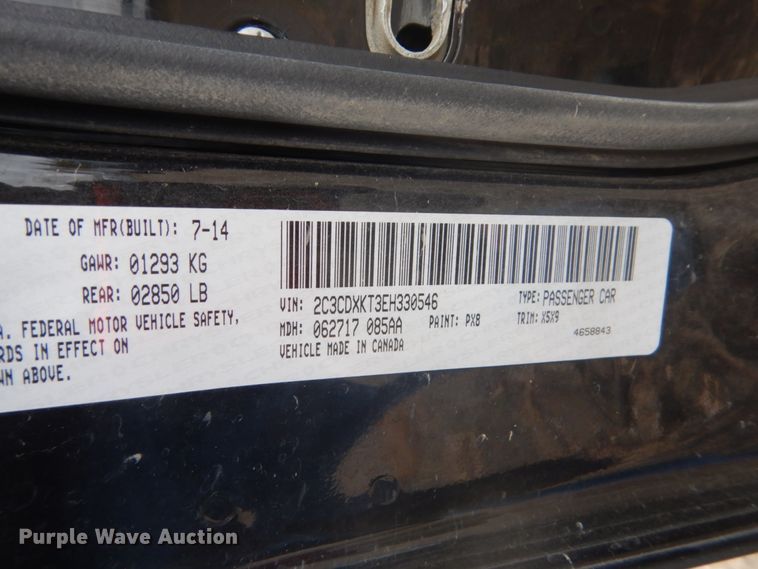 DATE OF MFR(BUILT): 7-14
GAWR: 01293 KG
REAR: 02850 LB
A. FEDERAL MOTOR VEHICLE SAFETY,
RDS IN EFFECT ON
WN ABOVE.
VIN: 2C3CDXKT3EH330546
TYPE: PASSENGER CAR
MDH: 062717 085AA
PAINT: PX8
TRIM: X5X9
VEHICLE MADE IN CANADA
4658843
Purple Wave Auction